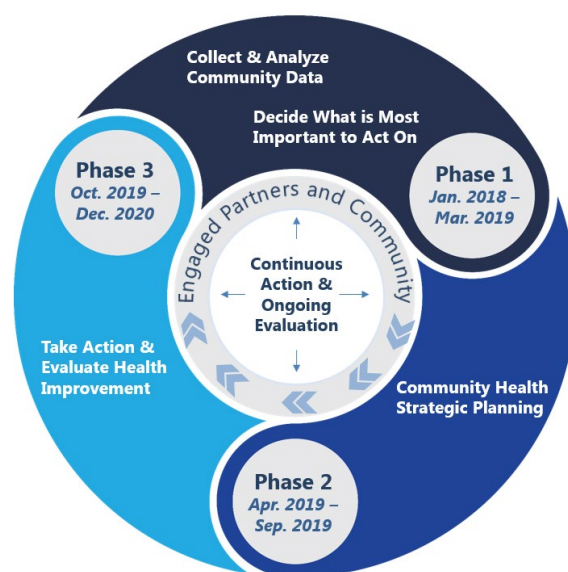 Collect & Analyze
Community Data
Decide What is Most
Important to Act On
Phase 1
Jan. 2018 –
Mar. 2019
Phase 3
Oct. 2019 –
Dec. 2020
Engaged Partners and Community
Continuous
Action &
Ongoing
Evaluation
Take Action &
Evaluate Health
Improvement
Community Health
Strategic Planning
Phase 2
Apr. 2019 –
Sep. 2019